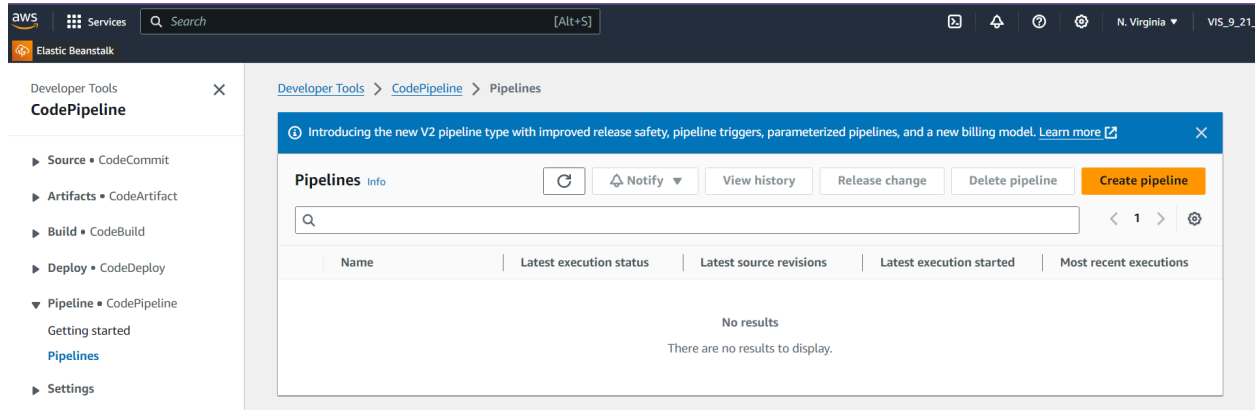 aws Services Search [Alt+S] N. Virginia ▼ VIS_9_21_
Elastic Beanstalk
Developer Tools
CodePipeline
Source • CodeCommit
Artifacts • CodeArtifact
Build • CodeBuild
Deploy • CodeDeploy
Pipeline • CodePipeline
Getting started
Pipelines
Settings
Developer Tools > CodePipeline > Pipelines
Introducing the new V2 pipeline type with improved release safety, pipeline triggers, parameterized pipelines, and a new billing model. Learn more
Pipelines Info Notify ▼ View history Release change Delete pipeline Create pipeline
< 1 >
Name Latest execution status Latest source revisions Latest execution started Most recent executions
No results
There are no results to display.